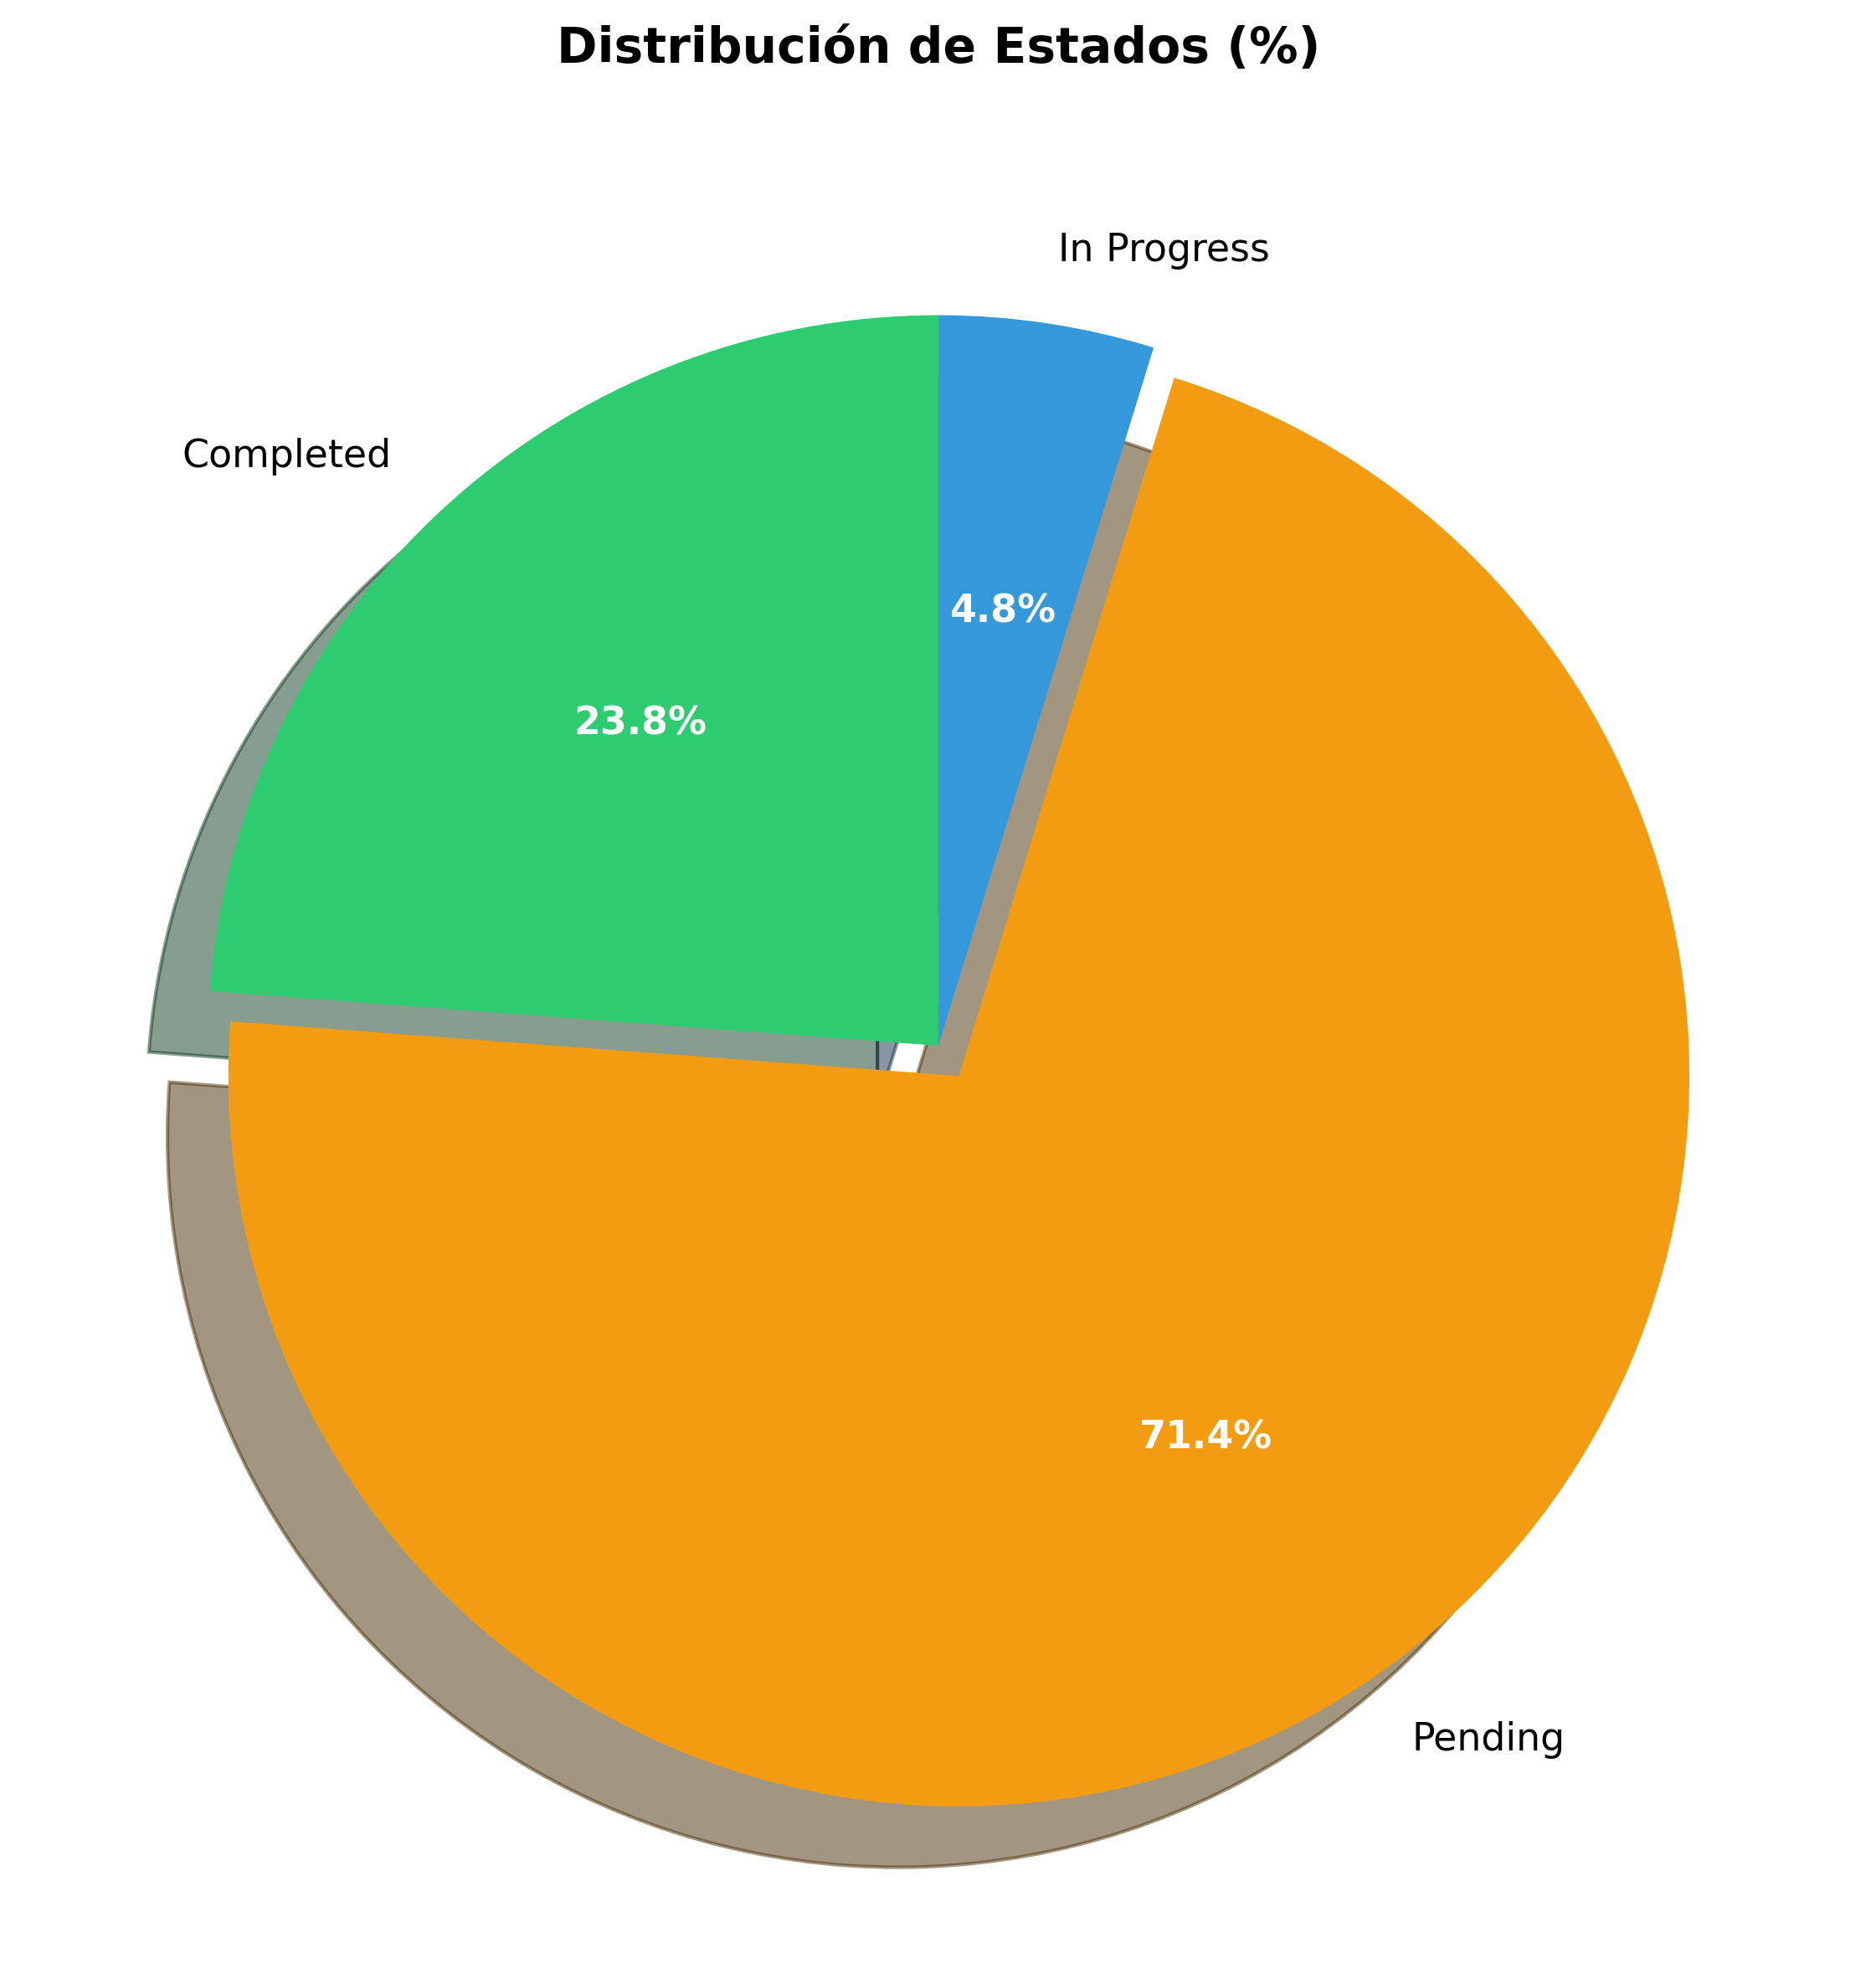 Distribución de Estados (%)
In Progress
Completed
4.8%
23.8%
71.4%
Pending